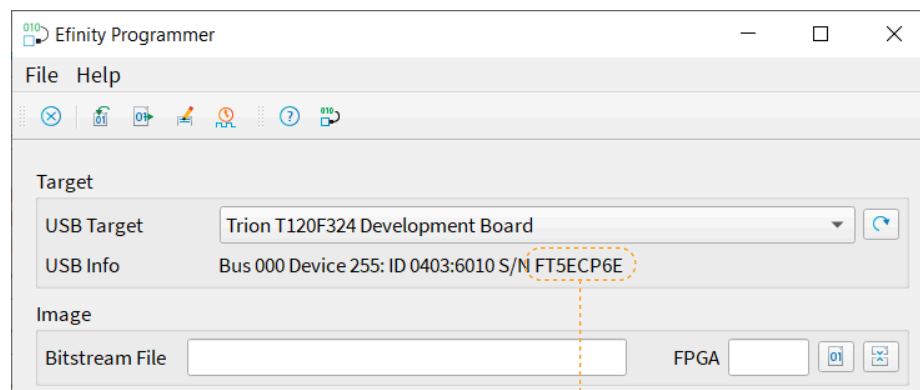 Efinity Programmer
File Help
Target
USB Target Trion T120F324 Development Board
USB Info Bus 000 Device 255: ID 0403:6010 S/N FT5ECP6E
Image
Bitstream File FPGA